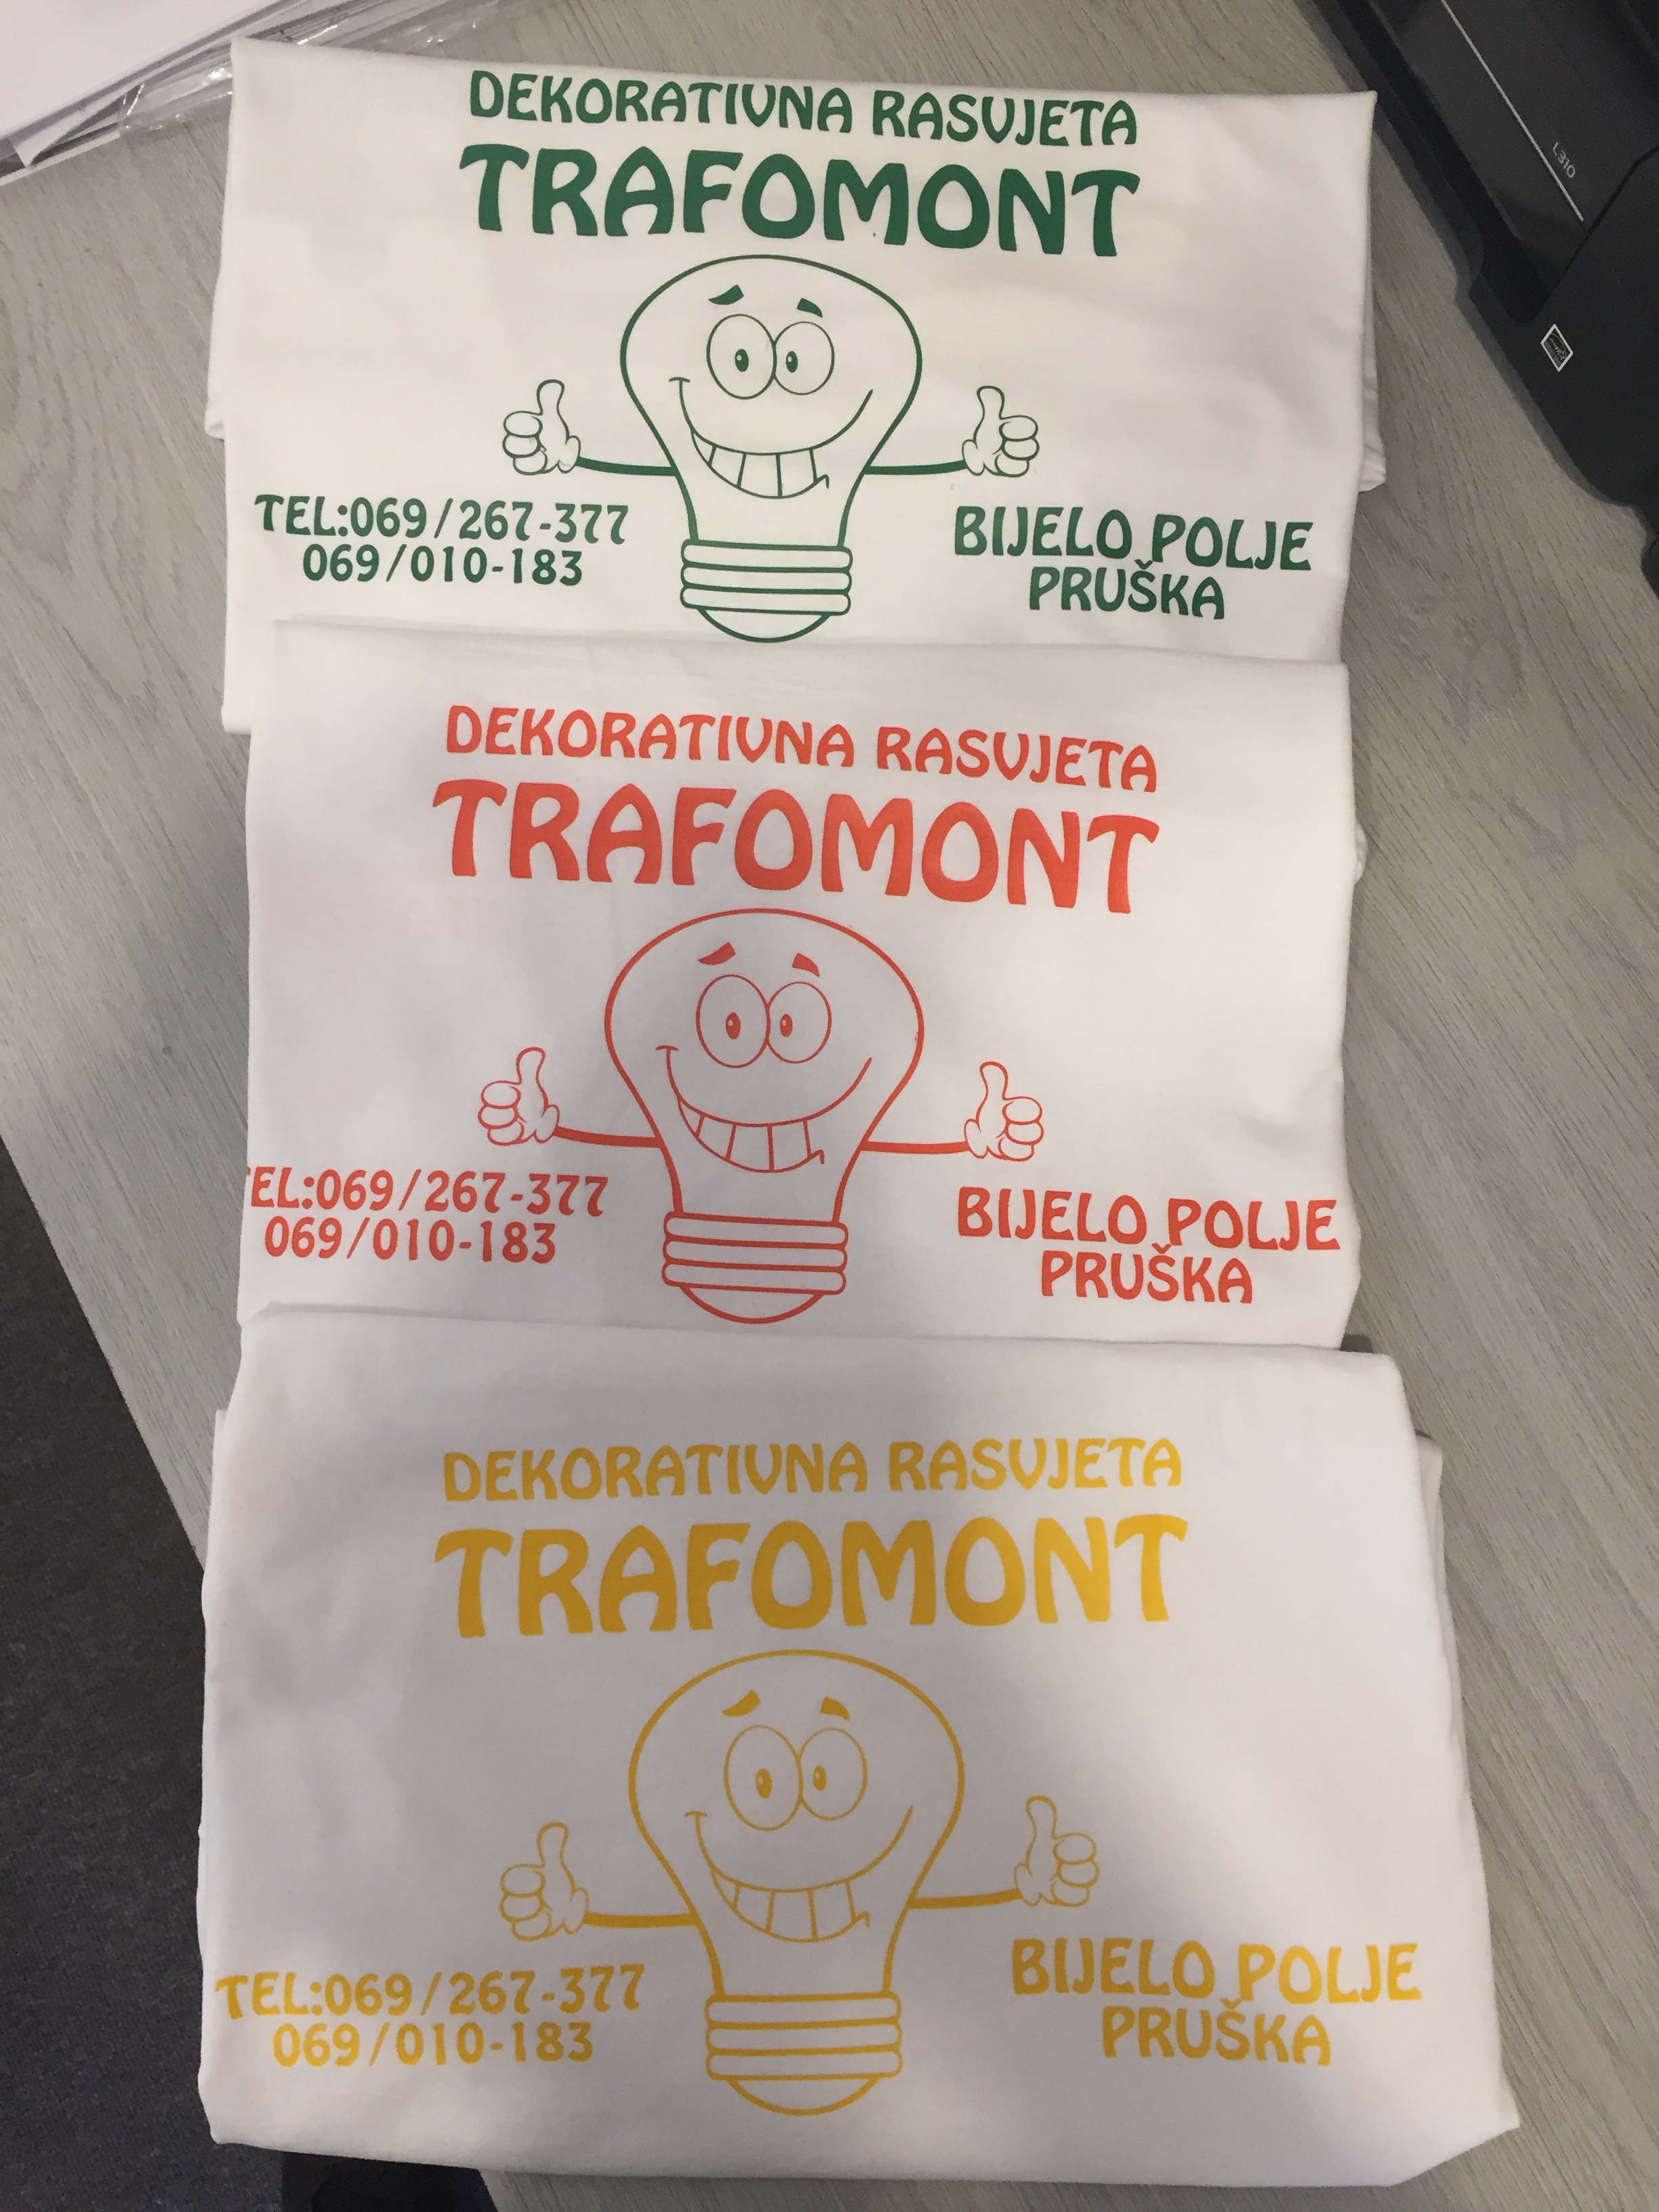 DEKORATIVNA RASVJETA
TRAFOMONT
TEL:069/267-377
069/010-183
BIJELO POLJE
PRUŠKA
DEKORATIVNA RASVJETA
TRAFOMONT
TEL:069/267-377
069/010-183
BIJELO POLJE
PRUŠKA
DEKORATIVNA RASVJETA
TRAFOMONT
TEL:069/267-377
069/010-183
BIJELO POLJE
PRUŠKA
L310